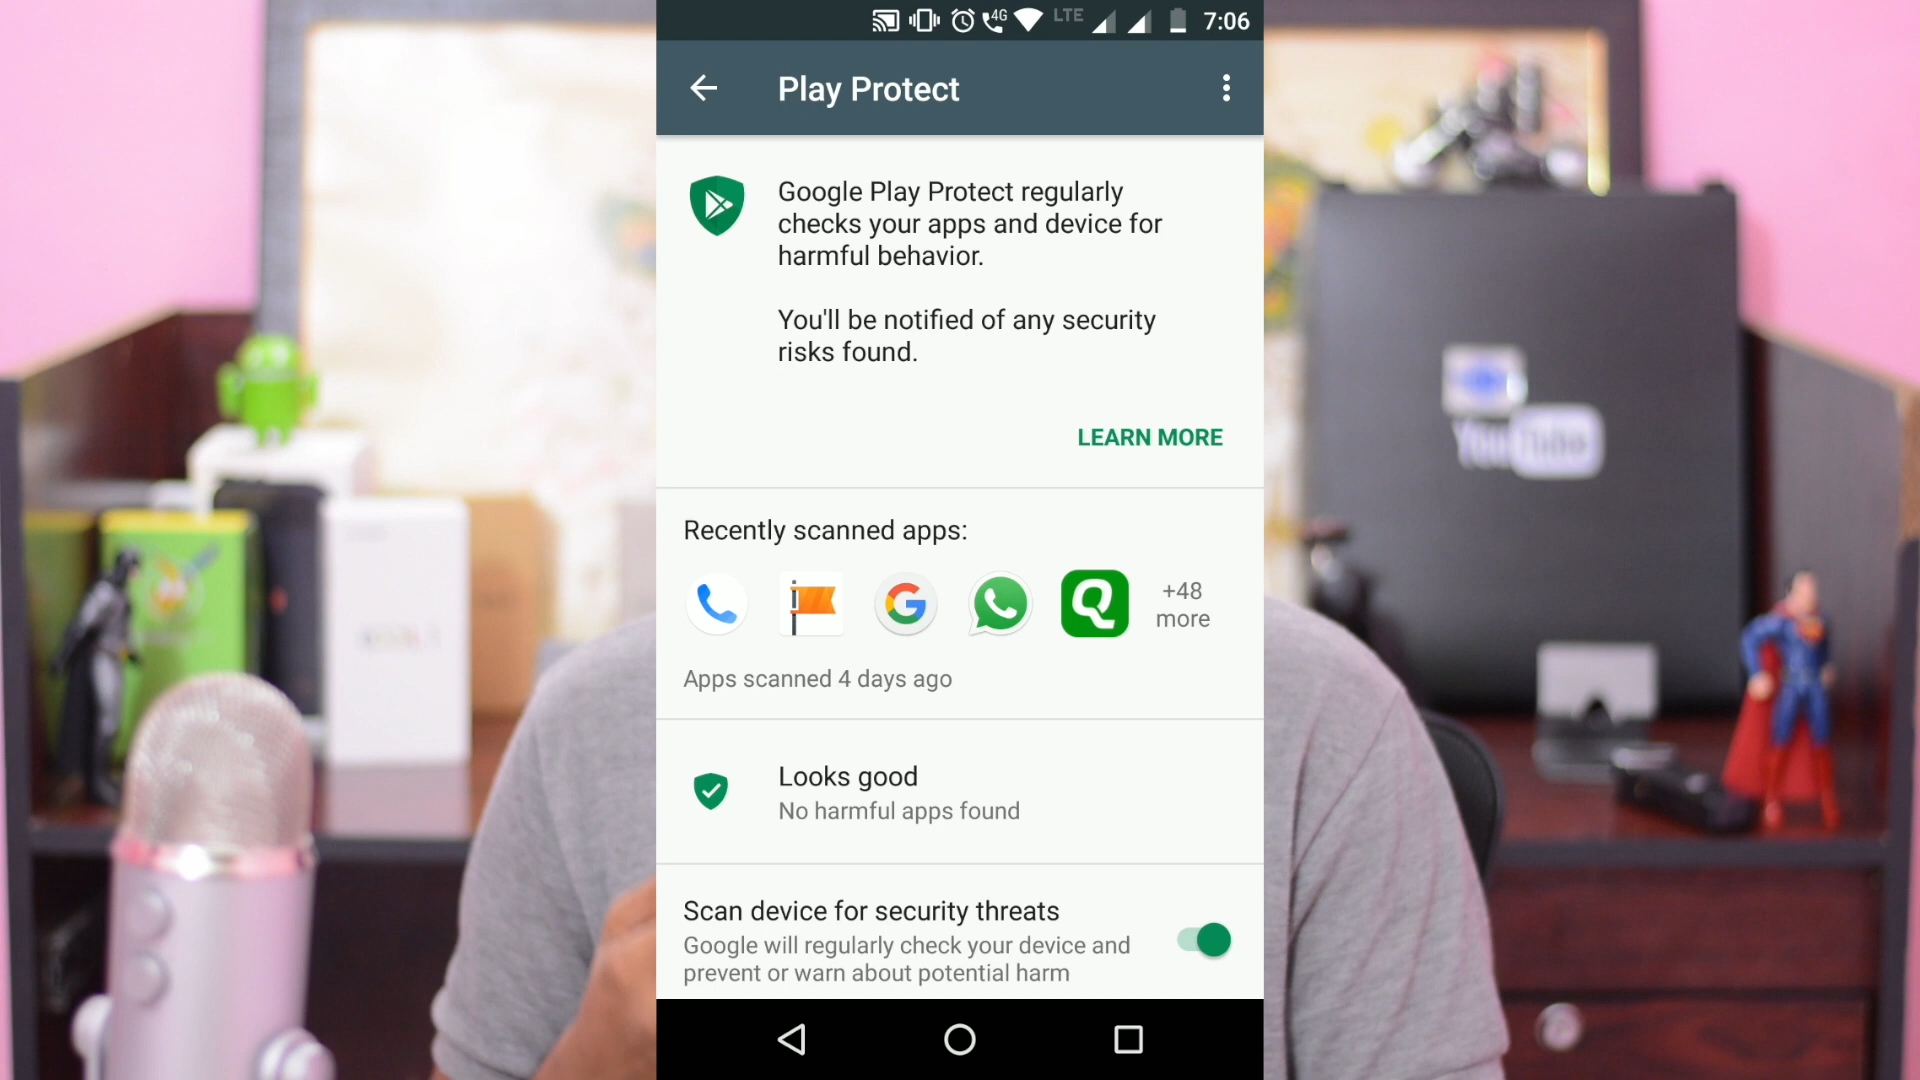 4G LTE 7:06
Play Protect
Google Play Protect regularly
checks your apps and device for
harmful behavior.
You'll be notified of any security
risks found.
LEARN MORE
Recently scanned apps:
+48
more
Apps scanned 4 days ago
Looks good
No harmful apps found
Scan device for security threats
Google will regularly check your device and
prevent or warn about potential harm
YouTube